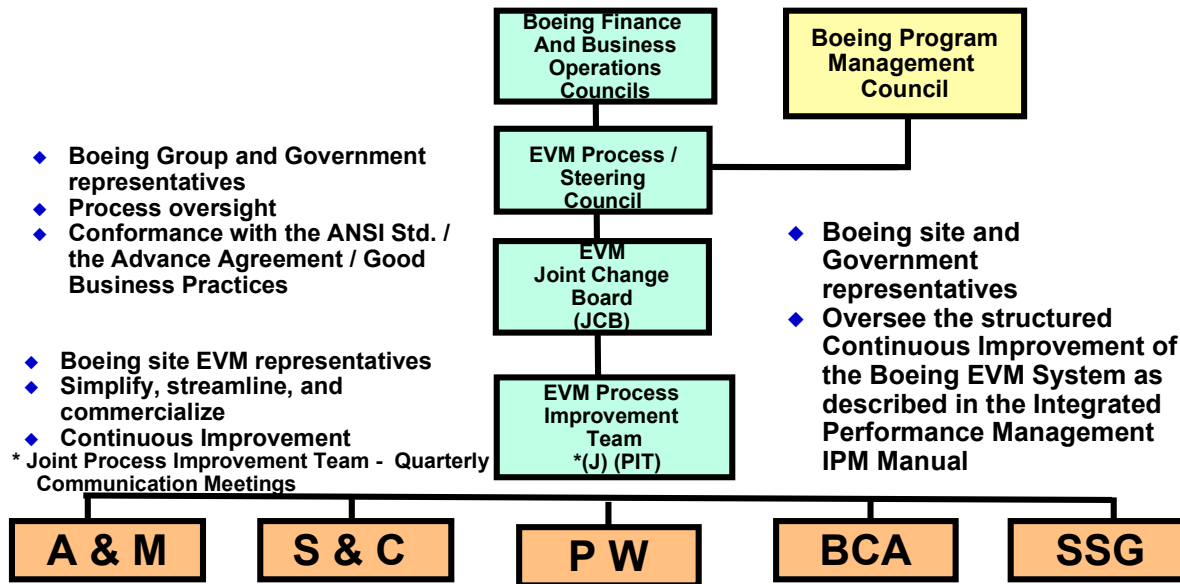 Boeing Finance
And Business
Operations
Councils
Boeing Program
Management
Council
◆ Boeing Group and Government
representatives
◆ Process oversight
◆ Conformance with the ANSI Std. /
the Advance Agreement / Good
Business Practices
EVM Process /
Steering
Council
EVM
Joint Change
Board
(JCB)
◆ Boeing site and
Government
representatives
◆ Oversee the structured
Continuous Improvement of
the Boeing EVM System as
described in the Integrated
Performance Management
IPM Manual
◆ Boeing site EVM representatives
◆ Simplify, streamline, and
commercialize
◆ Continuous Improvement
* Joint Process Improvement Team - Quarterly
Communication Meetings
EVM Process
Improvement
Team
*(J) (PIT)
A & M
S & C
P W
BCA
SSG